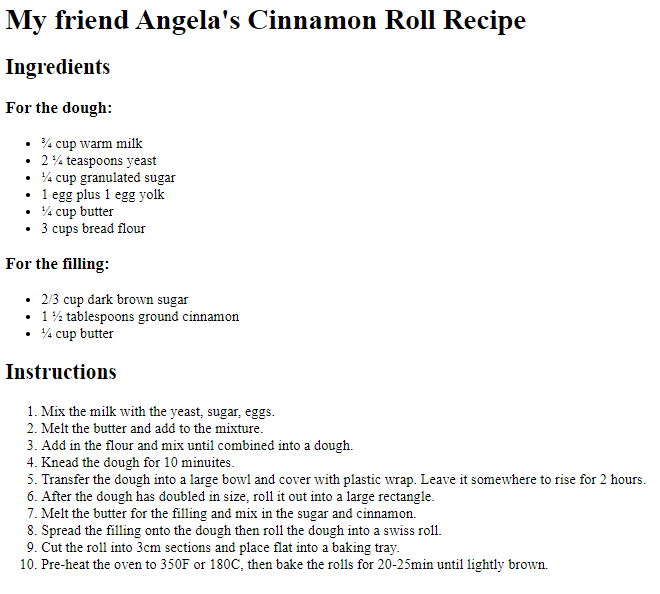 My friend Angela's Cinnamon Roll Recipe
Ingredients
For the dough:
• ¾ cup warm milk
• 2 ¼ teaspoons yeast
• ¼ cup granulated sugar
• 1 egg plus 1 egg yolk
• ¼ cup butter
• 3 cups bread flour
For the filling:
• 2/3 cup dark brown sugar
• 1 ½ tablespoons ground cinnamon
• ¼ cup butter
Instructions
1. Mix the milk with the yeast, sugar, eggs.
2. Melt the butter and add to the mixture.
3. Add in the flour and mix until combined into a dough.
4. Knead the dough for 10 minuites.
5. Transfer the dough into a large bowl and cover with plastic wrap. Leave it somewhere to rise for 2 hours.
6. After the dough has doubled in size, roll it out into a large rectangle.
7. Melt the butter for the filling and mix in the sugar and cinnamon.
8. Spread the filling onto the dough then roll the dough into a swiss roll.
9. Cut the roll into 3cm sections and place flat into a baking tray.
10. Pre-heat the oven to 350F or 180C, then bake the rolls for 20-25min until lightly brown.